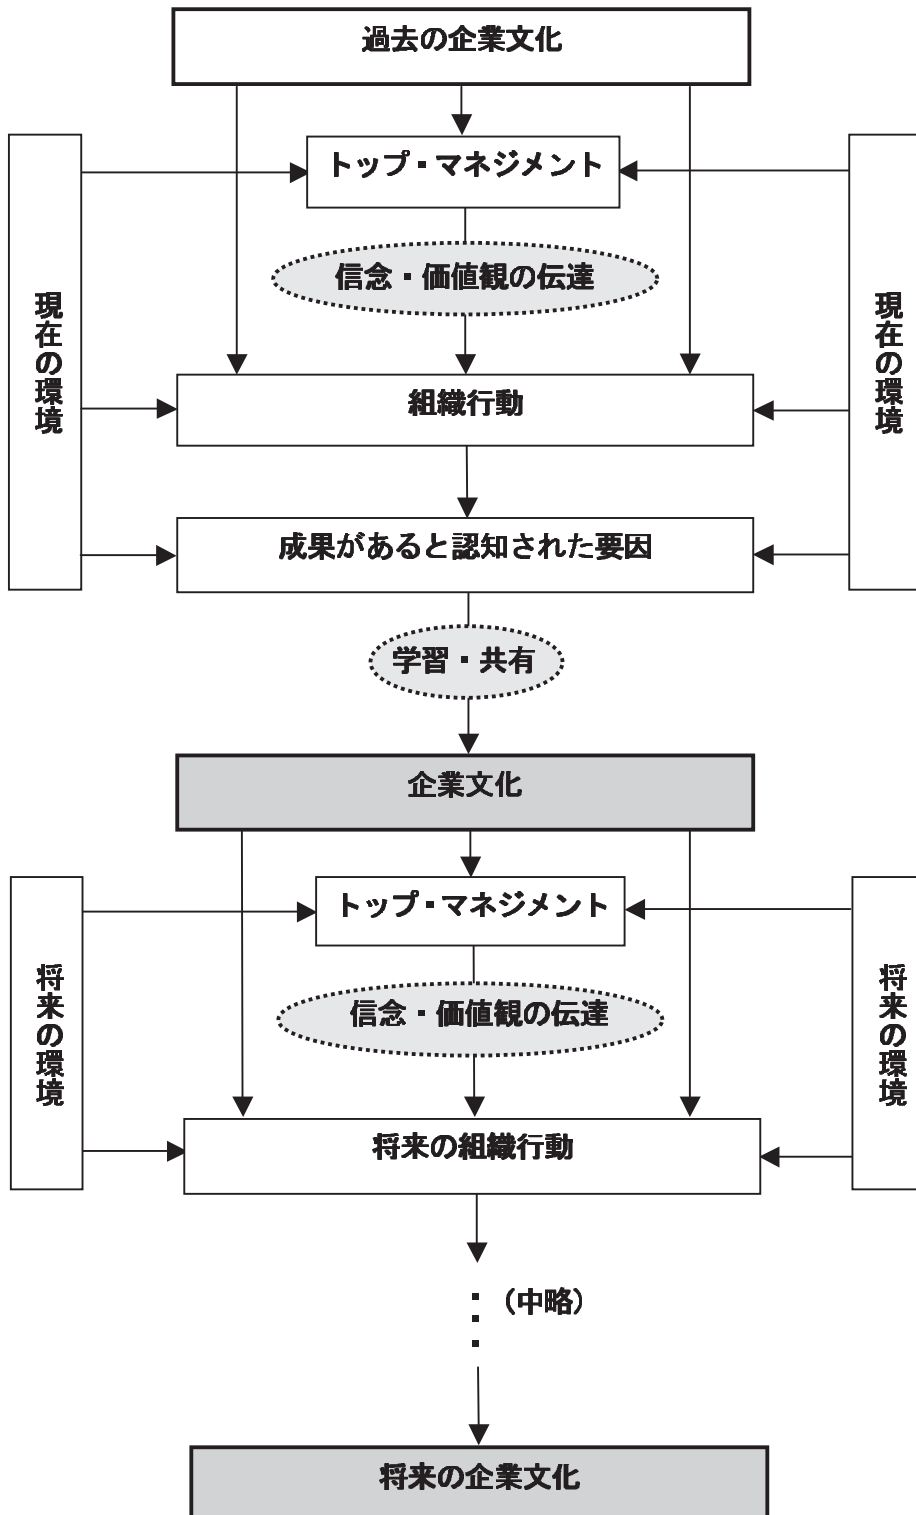 過去の企業文化
トップ・マネジメント
信念・価値観の伝達
現在の環境
現在の環境
組織行動
成果があると認知された要因
学習・共有
企業文化
トップ・マネジメント
信念・価値観の伝達
将来の環境
将来の環境
将来の組織行動
（中略）
将来の企業文化